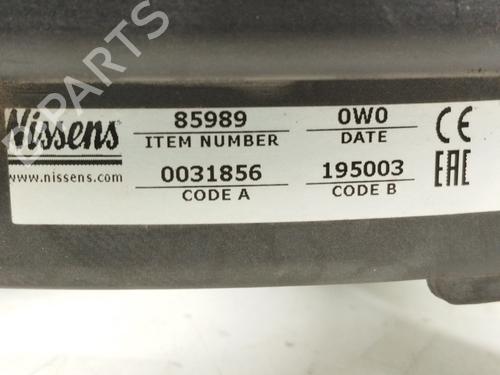 Nissens
www.nissens.com
85989
ITEM NUMBER
0031856
CODE A
0W0
DATE
195003
CODE B
CE
EAC
B-PARTS